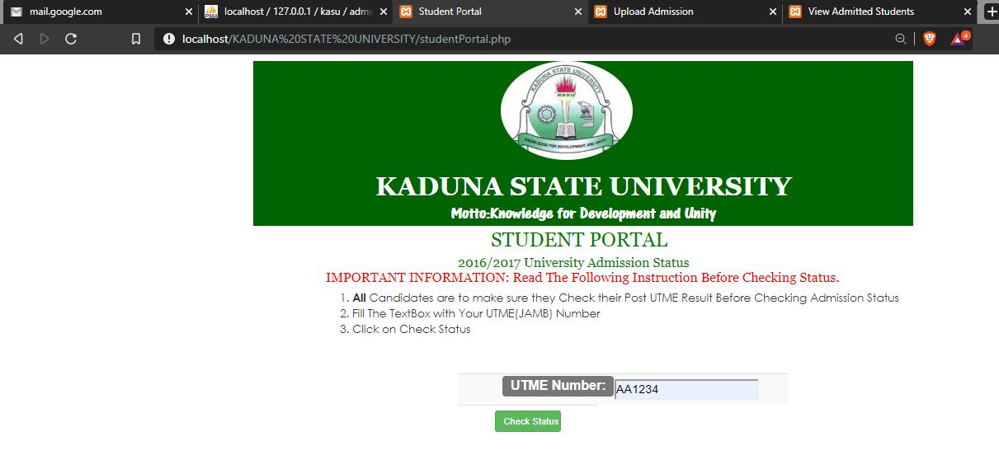 mail.google.com
localhost / 127.0.0.1 / kasu / admi
Student Portal
Upload Admission
View Admitted Students
localhost/KADUNA%20STATE%20UNIVERSITY/studentPortal.php
4
KADUNA STATE UNIVERSITY
KASU
KNOWLEDGE FOR DEVELOPMENT AND UNITY
KADUNA STATE UNIVERSITY
Motto:Knowledge for Development and Unity
STUDENT PORTAL
2016/2017 University Admission Status
IMPORTANT INFORMATION: Read The Following Instruction Before Checking Status.
1. All Candidates are to make sure they Check their Post UTME Result Before Checking Admission Status
2. Fill The TextBox with Your UTME(JAMB) Number
3. Click on Check Status
UTME Number: AA1234
Check Status